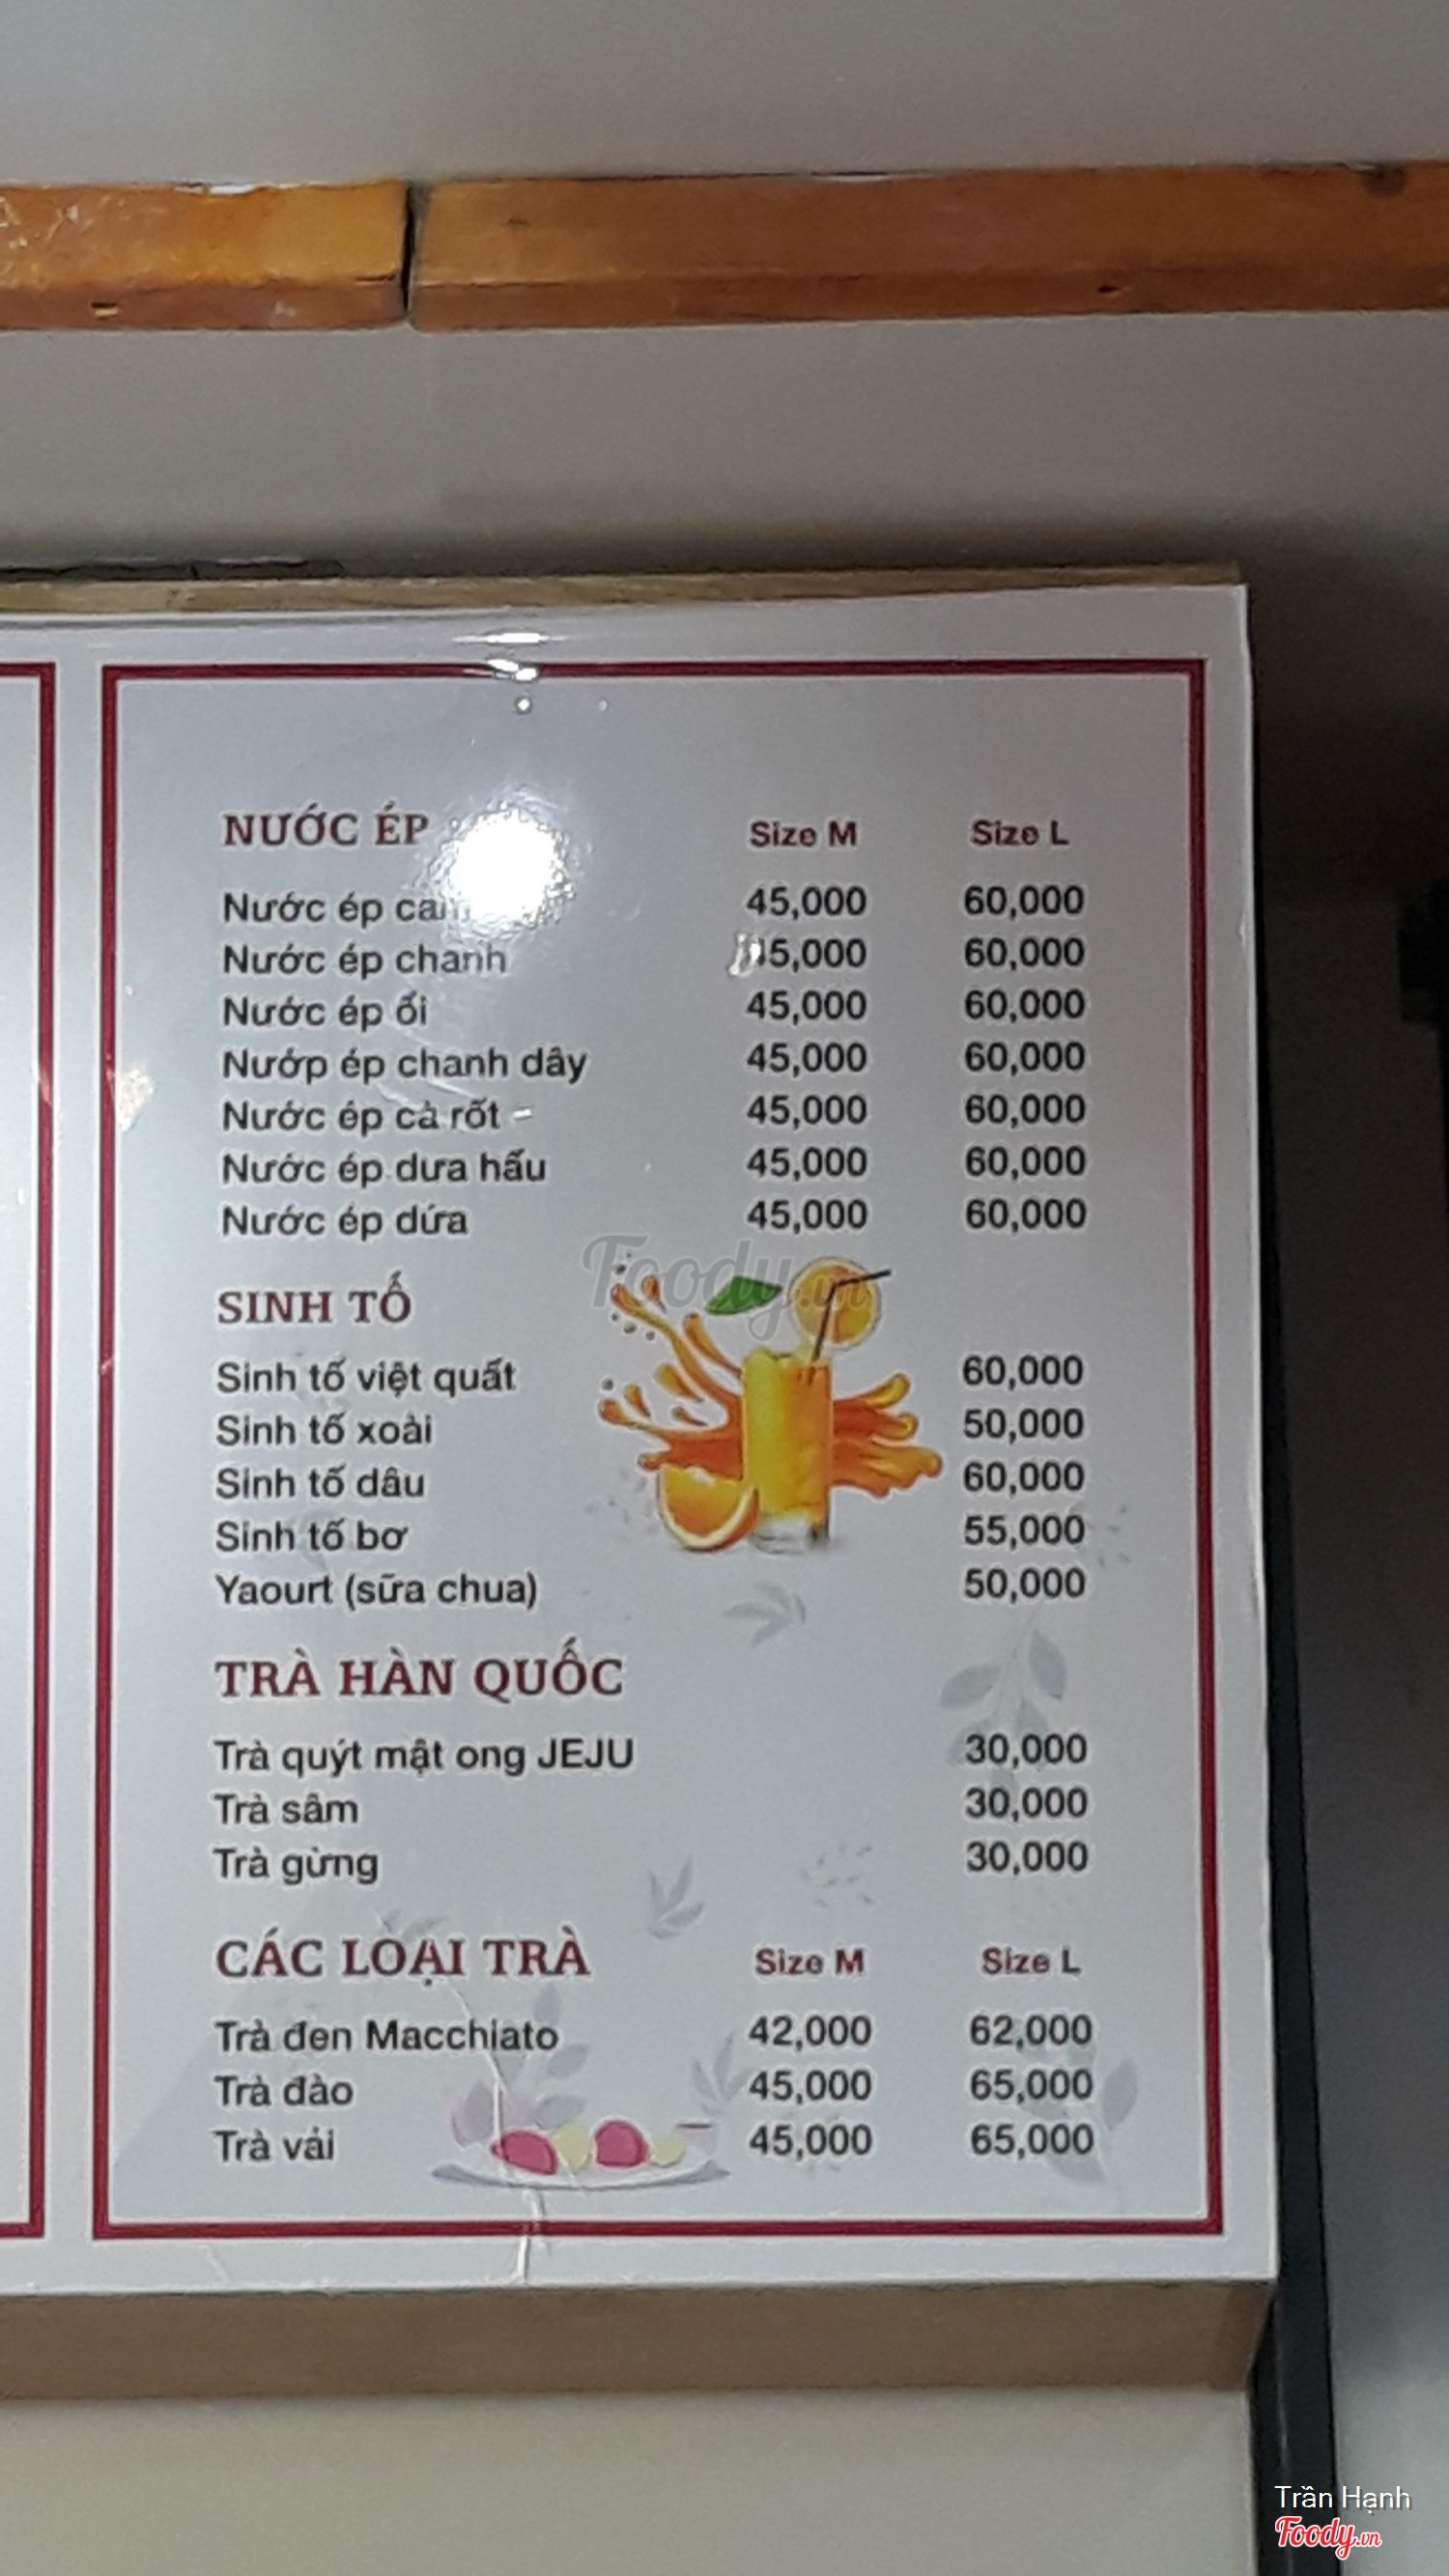 NƯỚC ÉP Size M Size L
Nước ép cam 45,000 60,000
Nước ép chanh 45,000 60,000
Nước ép ổi 45,000 60,000
Nướp ép chanh dây 45,000 60,000
Nước ép cà rốt 45,000 60,000
Nước ép dưa hấu 45,000 60,000
Nước ép dứa 45,000 60,000
Foody.vn
SINH TỐ
Sinh tố việt quất 60,000
Sinh tố xoài 50,000
Sinh tố dâu 60,000
Sinh tố bơ 55,000
Yaourt (sữa chua) 50,000
TRÀ HÀN QUỐC
Trà quýt mật ong JEJU 30,000
Trà sâm 30,000
Trà gừng 30,000
CÁC LOẠI TRÀ Size M Size L
Trà đen Macchiato 42,000 62,000
Trà đào 45,000 65,000
Trà vải 45,000 65,000
Trần Hạnh
Foody.vn